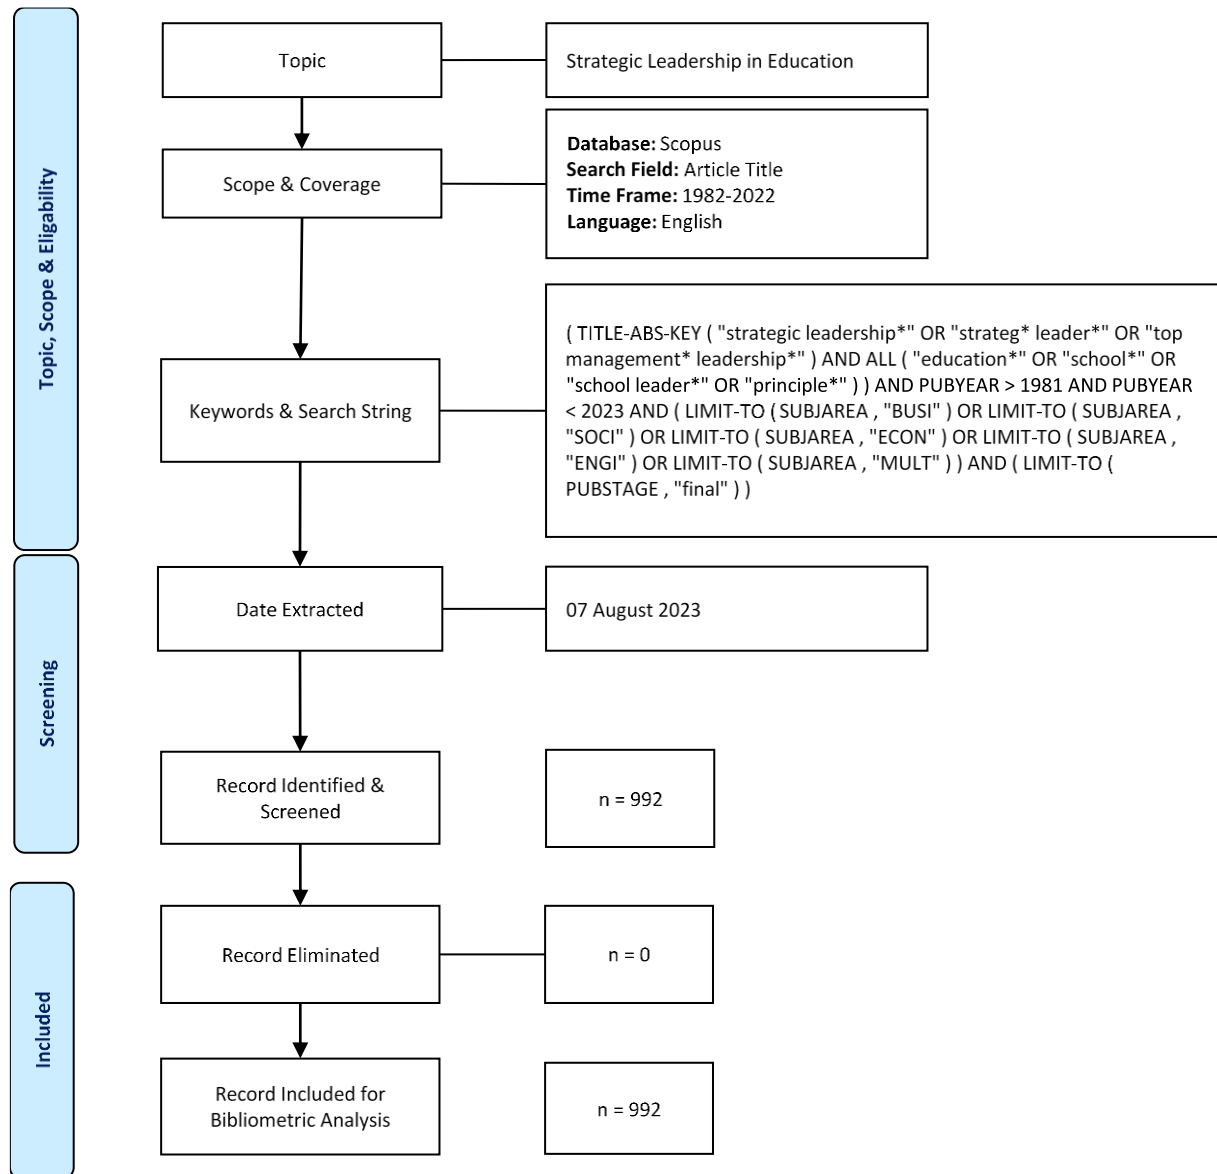 Topic, Scope & Eligability
Topic
Strategic Leadership in Education
Scope & Coverage
Database: Scopus
Search Field: Article Title
Time Frame: 1982-2022
Language: English
Keywords & Search String
( TITLE-ABS-KEY ( "strategic leadership*" OR "strateg* leader*" OR "top
management* leadership*" ) AND ALL ( "education*" OR "school*" OR
"school leader*" OR "principle*" ) ) AND PUBYEAR > 1981 AND PUBYEAR
< 2023 AND ( LIMIT-TO ( SUBJAREA , "BUSI" ) OR LIMIT-TO ( SUBJAREA ,
"SOCI" ) OR LIMIT-TO ( SUBJAREA , "ECON" ) OR LIMIT-TO ( SUBJAREA ,
"ENGI" ) OR LIMIT-TO ( SUBJAREA , "MULT" ) ) AND ( LIMIT-TO (
PUBSTAGE , "final" ) )
Screening
Date Extracted
07 August 2023
Record Identified &
Screened
n = 992
Included
Record Eliminated
n = 0
Record Included for
Bibliometric Analysis
n = 992